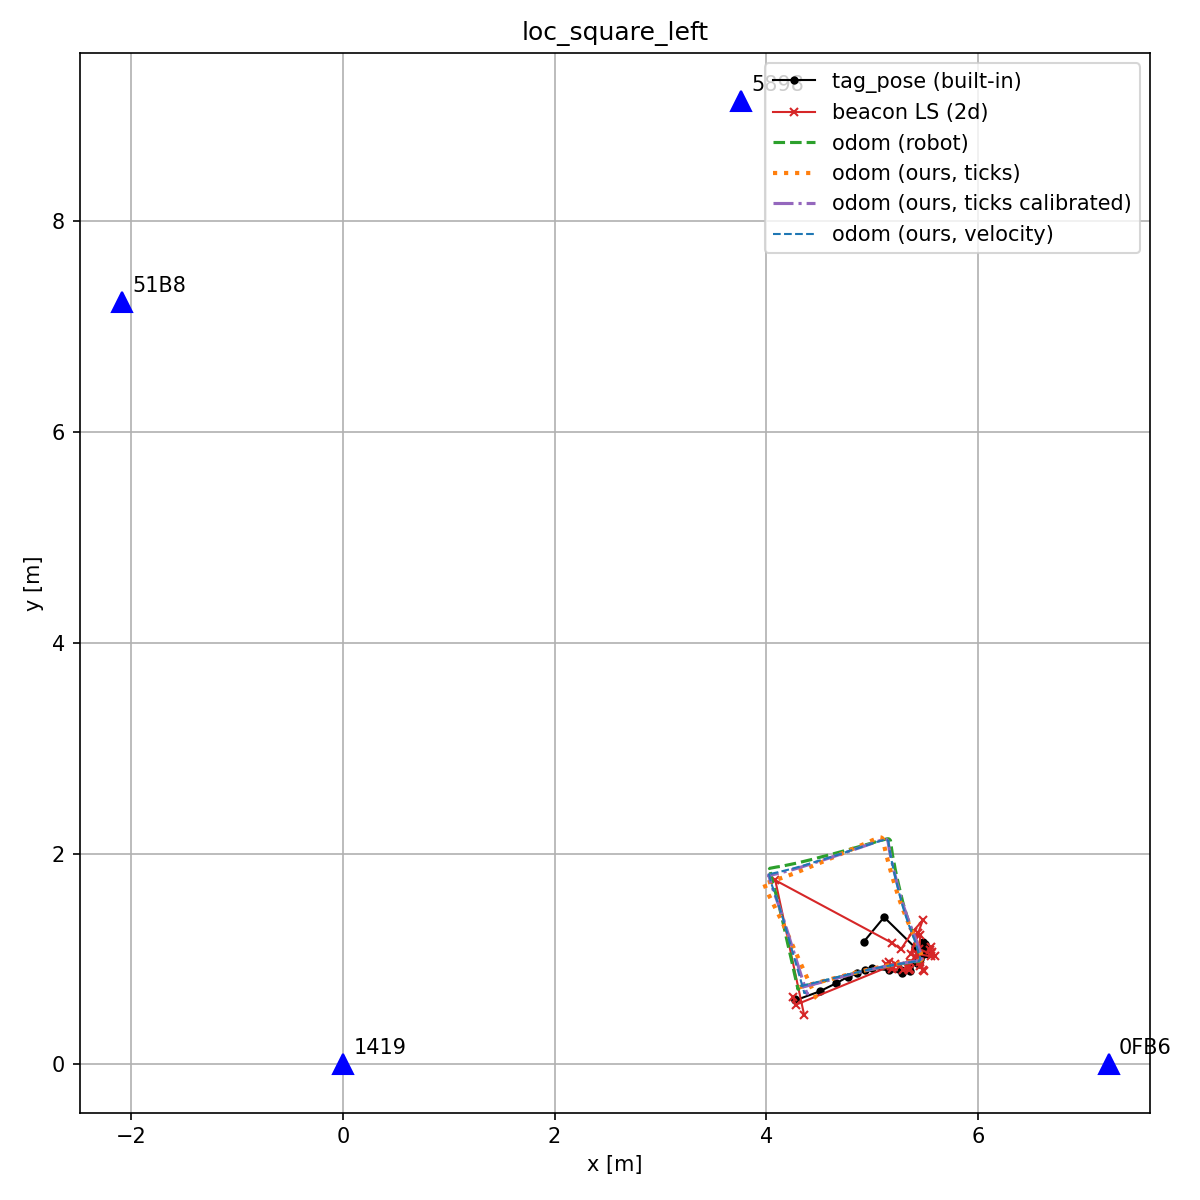 loc_square_left
5898
tag_pose (built-in)
beacon LS (2d)
odom (robot)
odom (ours, ticks)
odom (ours, ticks calibrated)
odom (ours, velocity)
8
51B8
6
y [m]
4
2
0
1419
0FB6
−2
0
2
4
6
x [m]